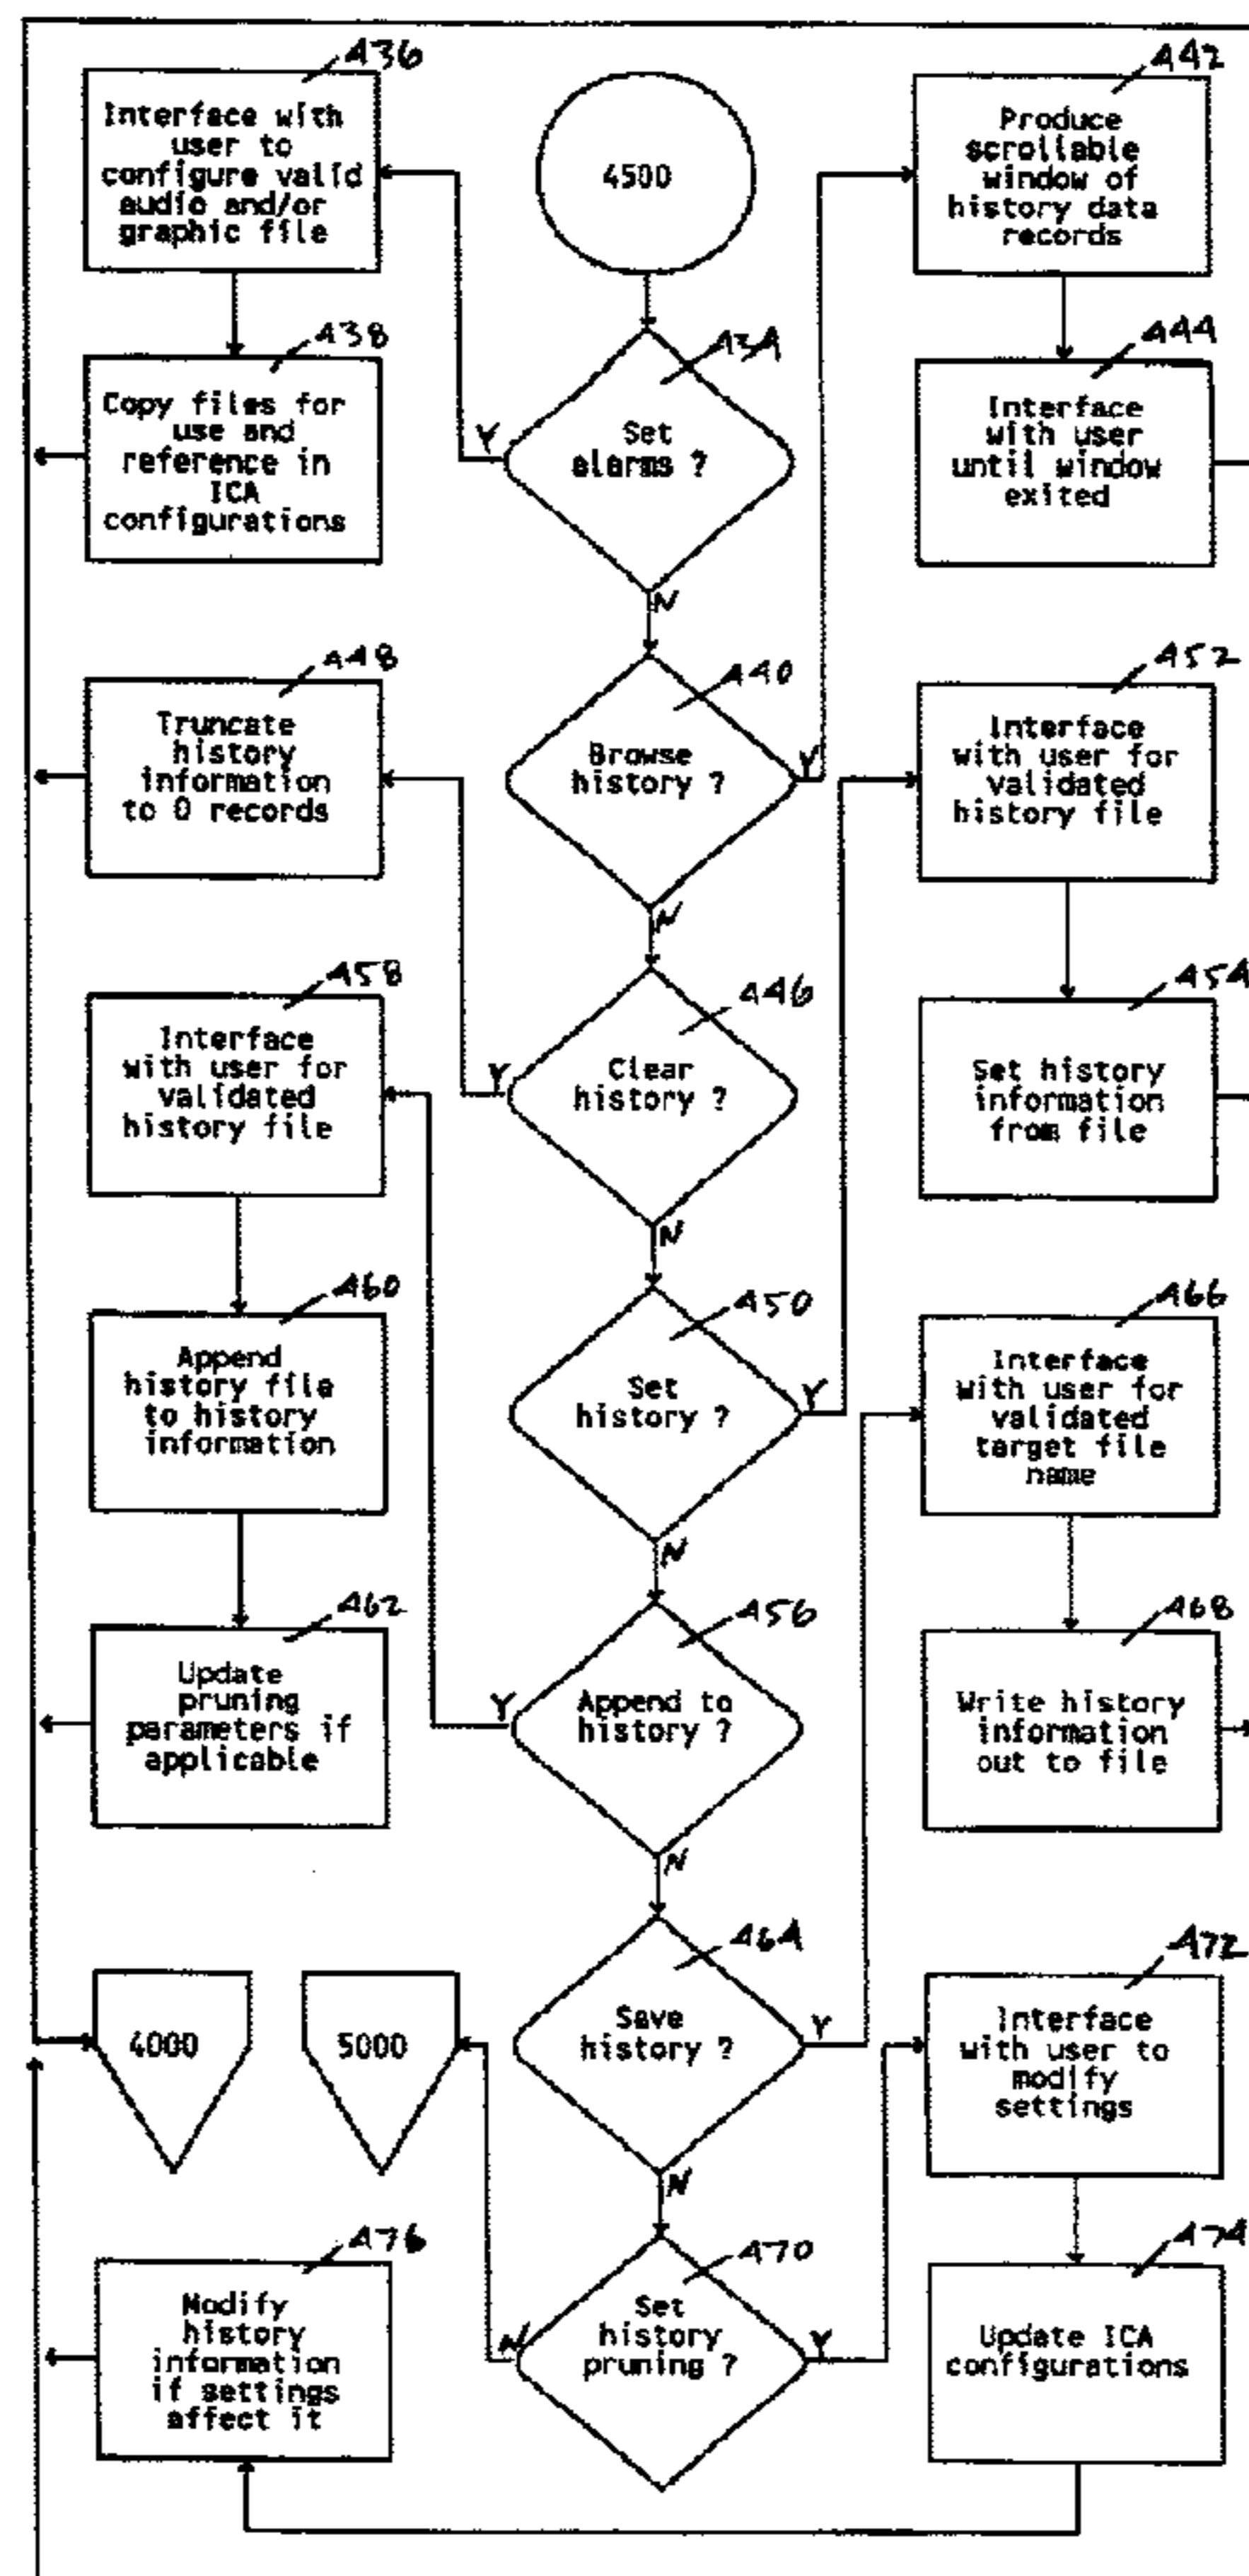 436
Interface with
user to
configure valid
audio and/or
graphic file
4500
442
Produce
scrollable
window of
history data
records
438
Copy files for
use and
reference in
ICA
configurations
434
Set
alarms ?
Y
N
444
Interface
with user
until window
exited
448
Truncate
history
information
to 0 records
440
Browse
history ?
Y
N
452
Interface
with user for
validated
history file
458
Interface
with user for
validated
history file
446
Clear
history ?
Y
N
454
Set history
information
from file
460
Append
history file
to history
information
450
Set
history ?
Y
N
466
Interface
with user for
validated
target file
name
462
Update
pruning
parameters if
applicable
456
Append to
history ?
Y
N
468
Write history
information
out to file
4000
5000
464
Save
history ?
Y
N
472
Interface
with user to
modify
settings
476
Modify
history
information
if settings
affect it
470
Set
history
pruning ?
N
Y
474
Update ICA
configurations